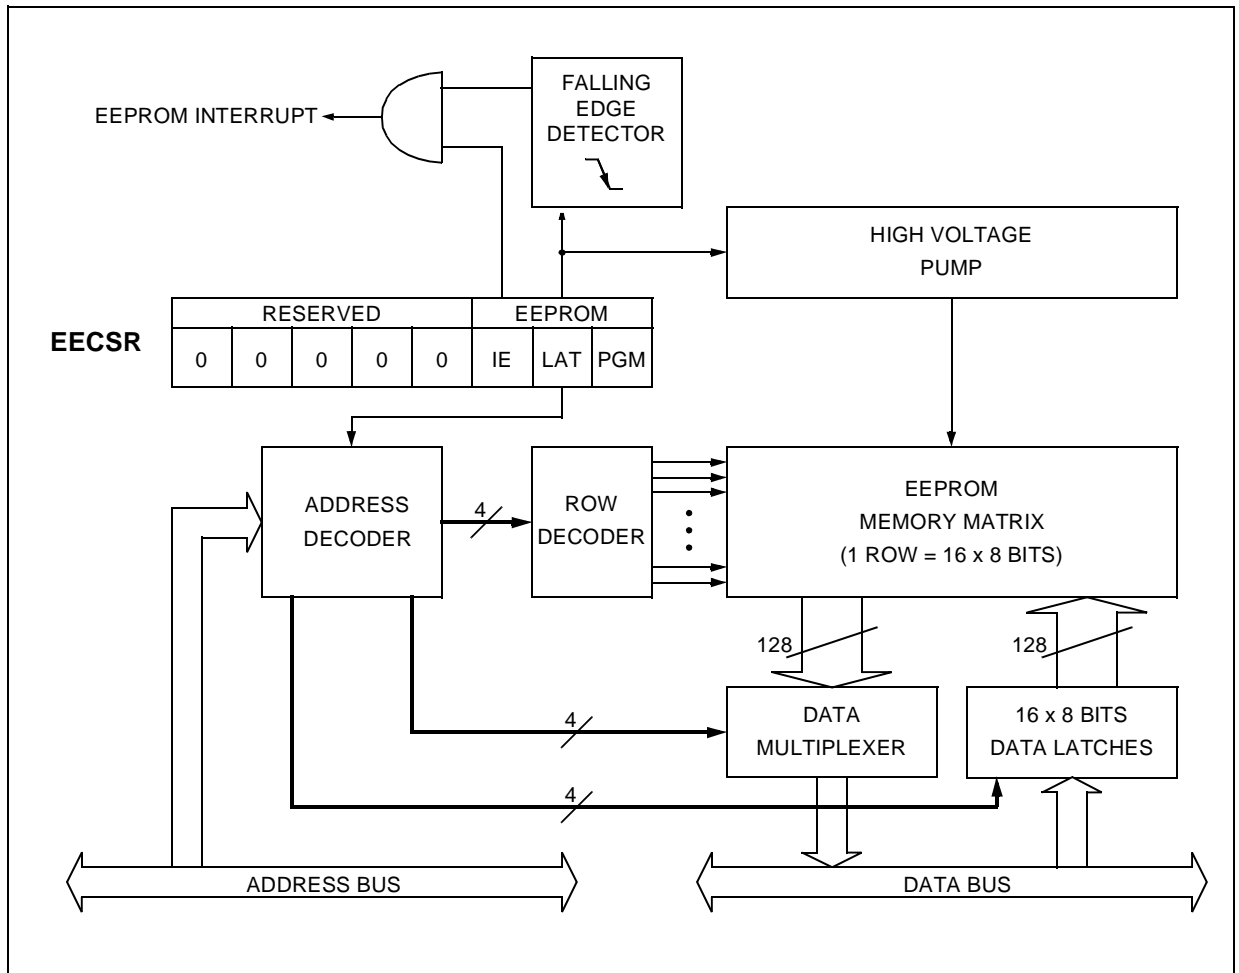 FALLING
EDGE
DETECTOR
EEPROM INTERRUPT
HIGH VOLTAGE
PUMP
RESERVED EEPROM
EECSR
0 0 0 0 0 IE LAT PGM
ADDRESS
DECODER
4
ROW
DECODER
EEPROM
MEMORY MATRIX
(1 ROW = 16 x 8 BITS)
128
128
4
DATA
MULTIPLEXER
16 x 8 BITS
DATA LATCHES
4
ADDRESS BUS
DATA BUS